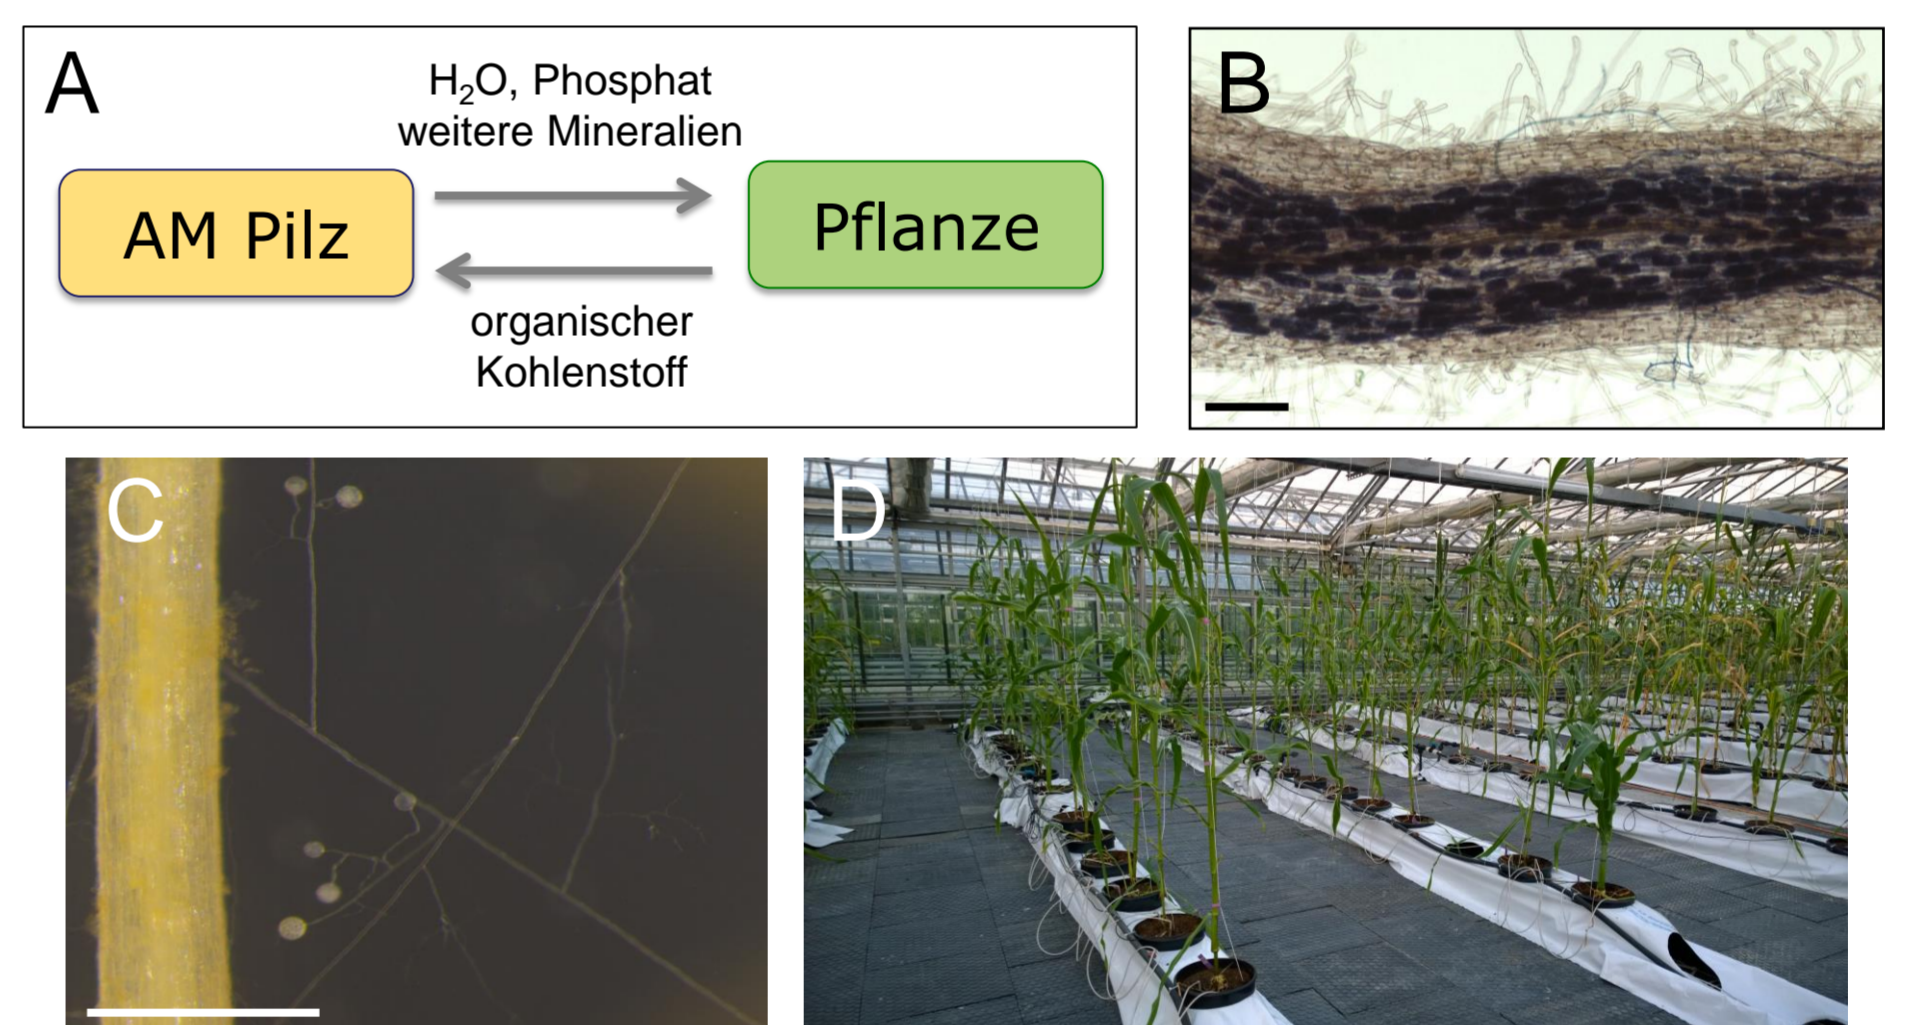 A
H₂O, Phosphat
weitere Mineralien
AM Pilz
Pflanze
organischer
Kohlenstoff
B
C
D